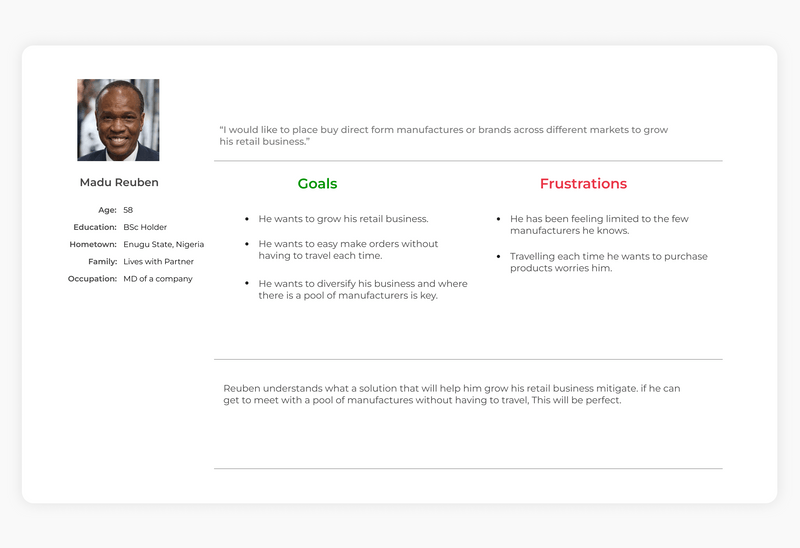 “I would like to place buy direct form manufactures or brands across different markets to grow
his retail business.”
Madu Reuben
Age: 58
Education: BSc Holder
Hometown: Enugu State, Nigeria
Family: Lives with Partner
Occupation: MD of a company
Goals
He wants to grow his retail business.
He wants to easy make orders without
having to travel each time.
He wants to diversify his business and where
there is a pool of manufacturers is key.
Frustrations
He has been feeling limited to the few
manufacturers he knows.
Travelling each time he wants to purchase
products worries him.
Reuben understands what a solution that will help him grow his retail business mitigate. if he can
get to meet with a pool of manufactures without having to travel, This will be perfect.